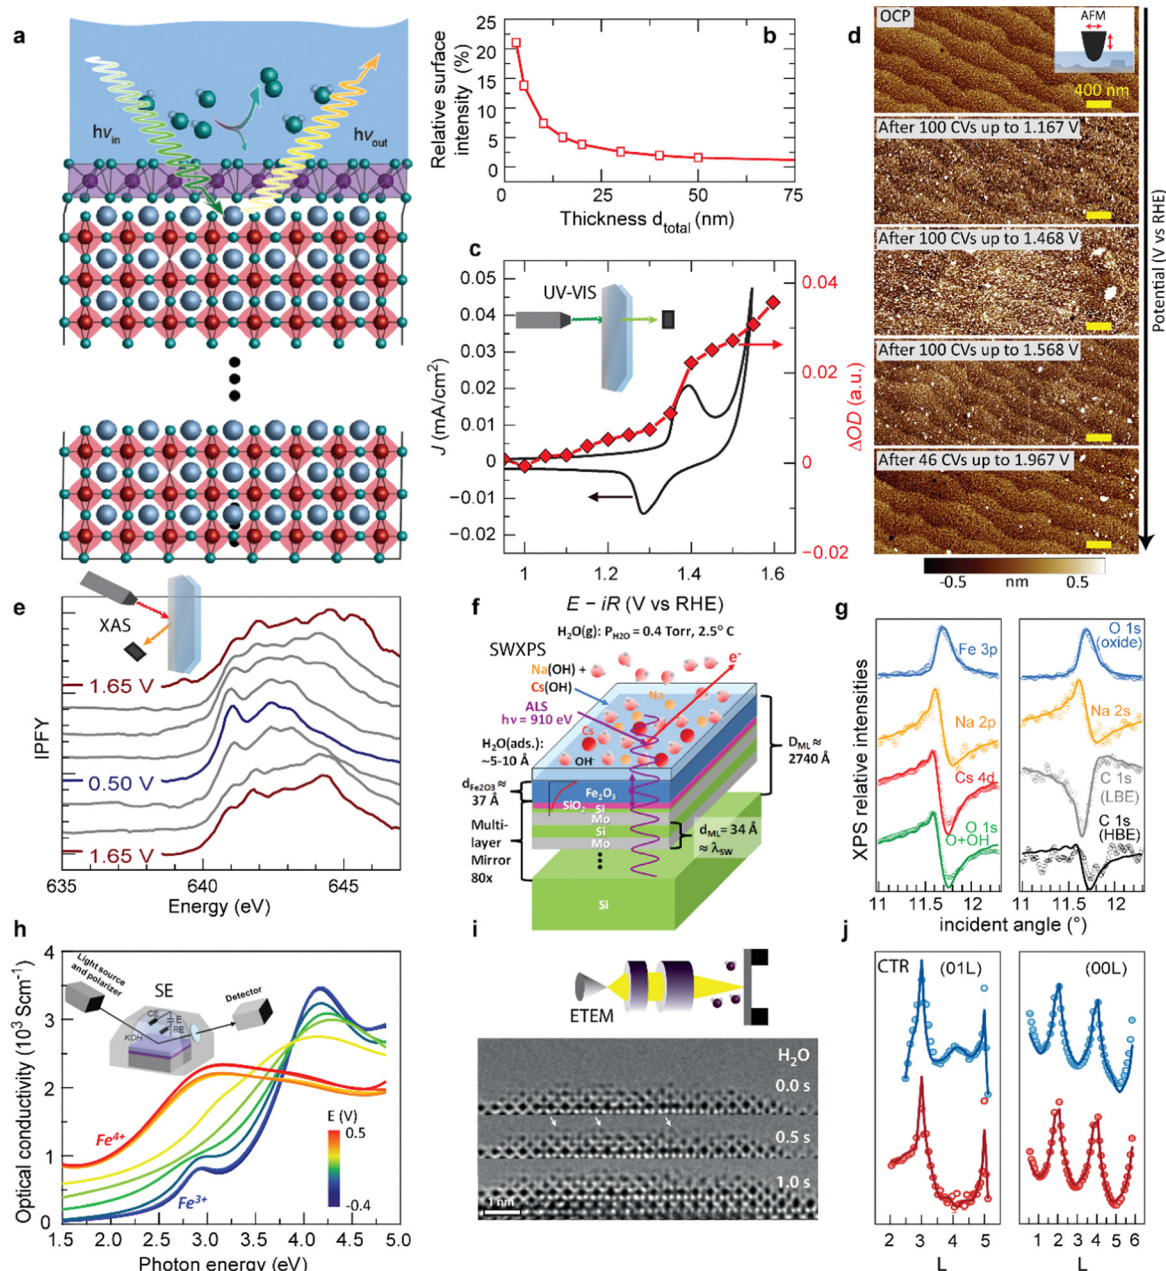 a
hν_in
hν_out
b
Relative surface
intensity (%)
25
20
15
10
5
0
0
25
50
75
Thickness d_total (nm)
c
0.05
0.04
0.03
0.02
0.01
0
−0.01
−0.02
J (mA/cm²)
UV-VIS
0.04
0.02
0
−0.02
ΔOD (a.u.)
1
1.2
1.4
1.6
E − iR (V vs RHE)
d
OCP
AFM
400 nm
After 100 CVs up to 1.167 V
After 100 CVs up to 1.468 V
After 100 CVs up to 1.568 V
After 46 CVs up to 1.967 V
Potential (V vs RHE)
-0.5
nm
0.5
e
XAS
1.65 V
0.50 V
1.65 V
IPFY
635
640
645
Energy (eV)
f
H₂O(g): P_H2O = 0.4 Torr, 2.5° C
SWXPS
Na(OH) +
Cs(OH)
ALS
hν = 910 eV
H₂O(ads.):
~5-10 Å
e⁻
Na
Cs
OH⁻
D_ML ≈
2740 Å
d_Fe2O3 ≈
37 Å
Fe₂O₃
SiO₂
Si
Mo
Si
Mo
d_ML = 34 Å
≈ λ_SW
Multi-
layer
Mirror
80x
Si
g
XPS relative intensities
Fe 3p
Na 2p
Cs 4d
O 1s
O+OH
O 1s
(oxide)
Na 2s
C 1s
(LBE)
C 1s
(HBE)
11
11.5
12
11
11.5
12
incident angle (°)
h
Light source
and polarizer
SE
Detector
CE
E
RE
KOH
Optical conductivity (10³ Scm⁻¹)
5
4
3
2
1
0
Fe⁴⁺
Fe³⁺
E (V)
0.5
-0.4
1.5
2.0
2.5
3.0
3.5
4.0
4.5
5.0
Photon energy (eV)
i
ETEM
H₂O
0.0 s
0.5 s
1.0 s
1 nm
j
CTR
(01L)
(00L)
2
3
4
5
1
2
3
4
5
6
L
L